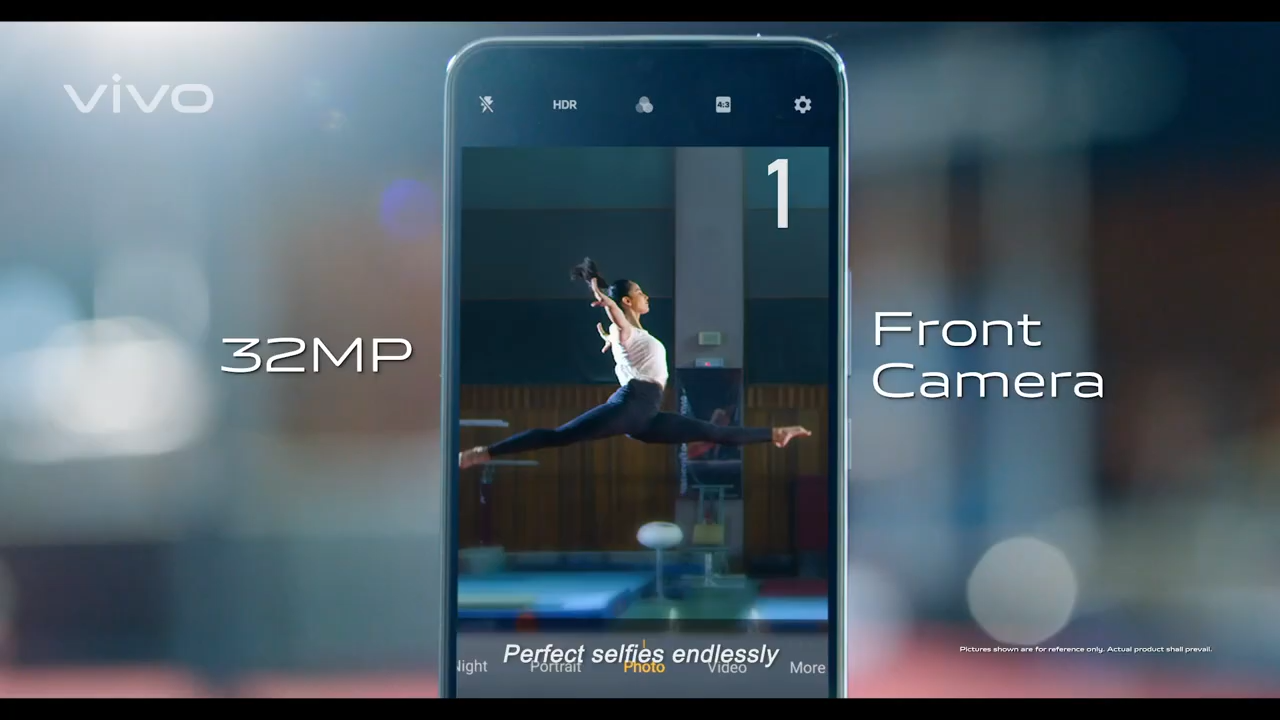 vivo
HDR
4:3
1
32MP
Front
Camera
Perfect selfies endlessly
Night Portrait Photo Video More
Pictures shown are for reference only. Actual product shall prevail.